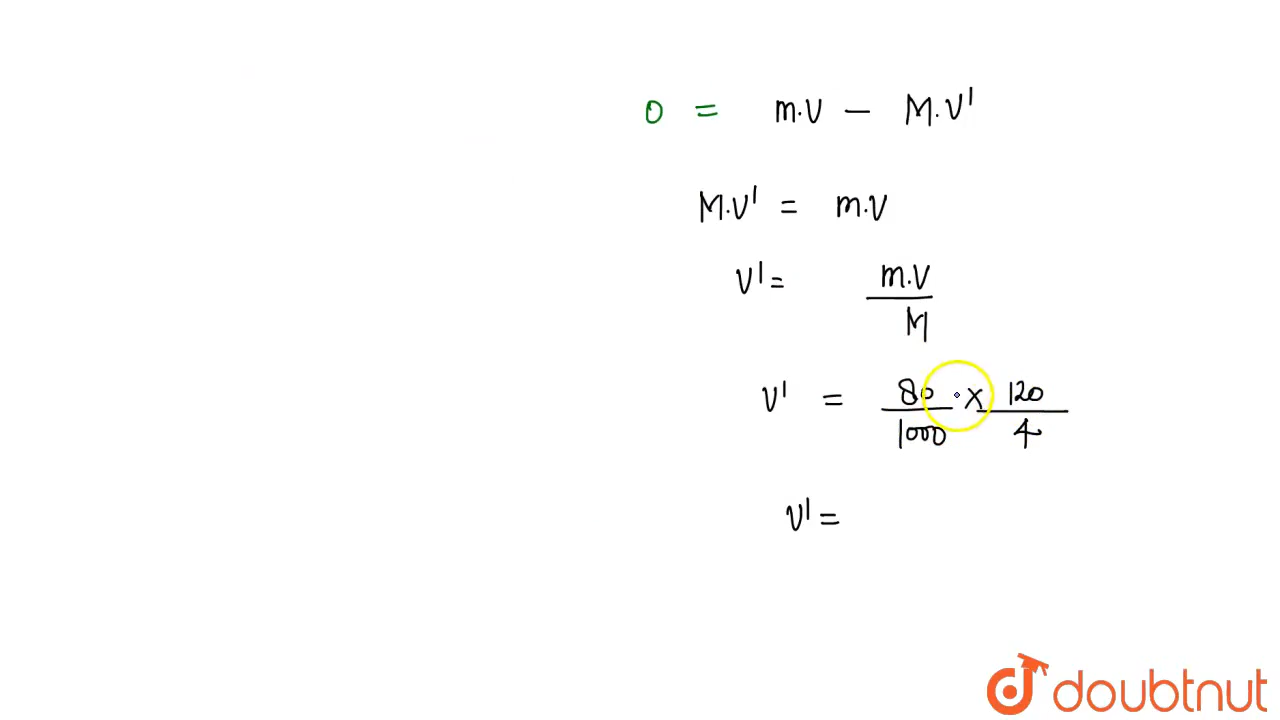 0 = m.v – M.v'
M.v' = m.v
v' = m.v / M
v' = 80 / 1000 × 120 / 4
v' =
doubtnut